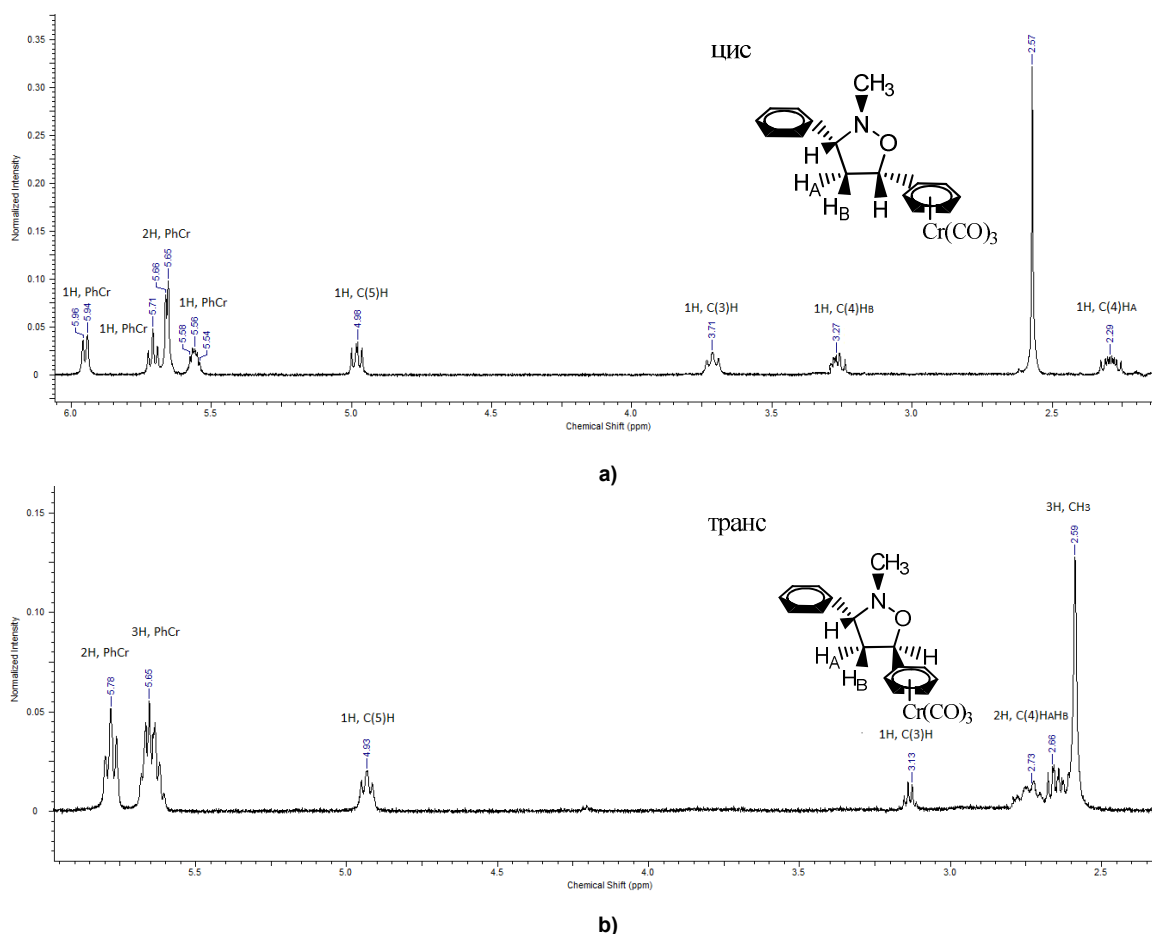 цис
0.35
0.30
0.25
0.20
0.15
0.10
0.05
0
Normalized Intensity
1H, PhCr
5.96
5.94
1H, PhCr
5.71
2H, PhCr
5.66
5.65
1H, PhCr
5.58
5.56
5.54
1H, C(5)H
4.98
1H, C(3)H
3.71
1H, C(4)HB
3.27
2.57
1H, C(4)HA
2.29
CH3
N
O
H
HA
HB
H
Cr(CO)3
6.0 5.5 5.0 4.5 4.0 3.5 3.0 2.5
Chemical Shift (ppm)
a)
транс
0.15
0.10
0.05
0
Normalized Intensity
2H, PhCr
5.78
3H, PhCr
5.65
1H, C(5)H
4.93
1H, C(3)H
3.13
2H, C(4)HAHB
2.73
2.66
3H, CH3
2.59
CH3
N
O
H
HA
HB
H
Cr(CO)3
5.5 5.0 4.5 4.0 3.5 3.0 2.5
Chemical Shift (ppm)
b)